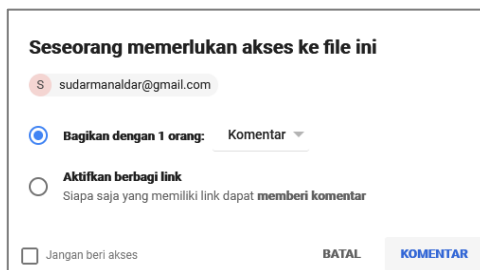 Seseorang memerlukan akses ke file ini
S sudarmanaldar@gmail.com
Bagikan dengan 1 orang: Komentar
Aktifkan berbagi link
Siapa saja yang memiliki link dapat memberi komentar
Jangan beri akses BATAL KOMENTAR